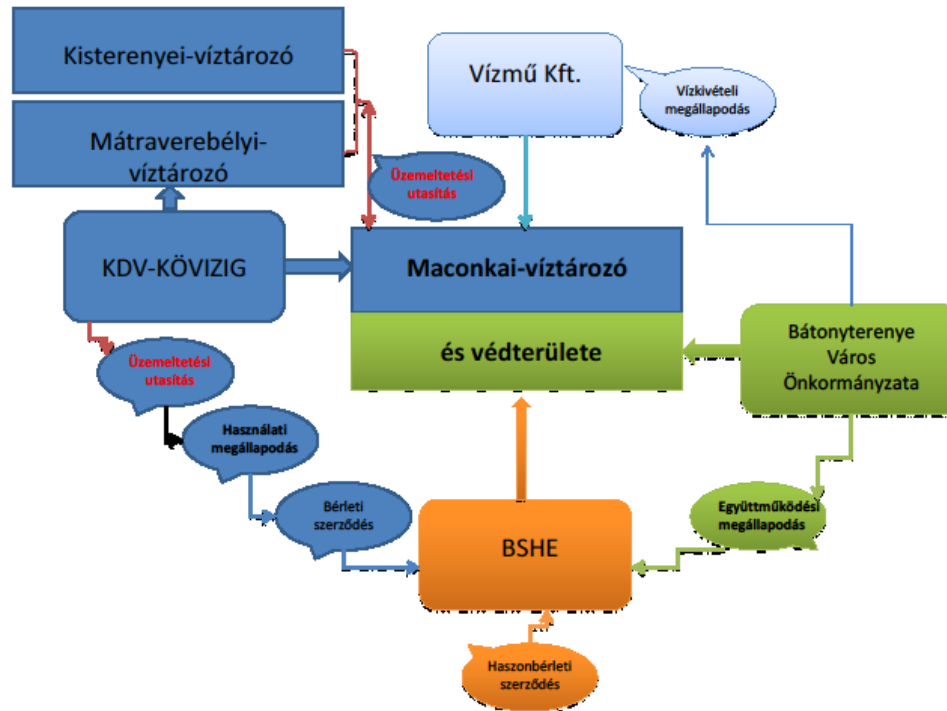 Kisterenyei-víztározó
Mátraverebélyi-
víztározó
Vízmű Kft.
Vízkivételi
megállapodás
Üzemeltetési
utasítás
KDV-KÖVIZIG
Maconkai-víztározó
és védterülete
Bátonyterenye
Város
Önkormányzata
Üzemeltetési
utasítás
Használati
megállapodás
Bérleti
szerződés
BSHE
Együttműködési
megállapodás
Haszonbérleti
szerződés